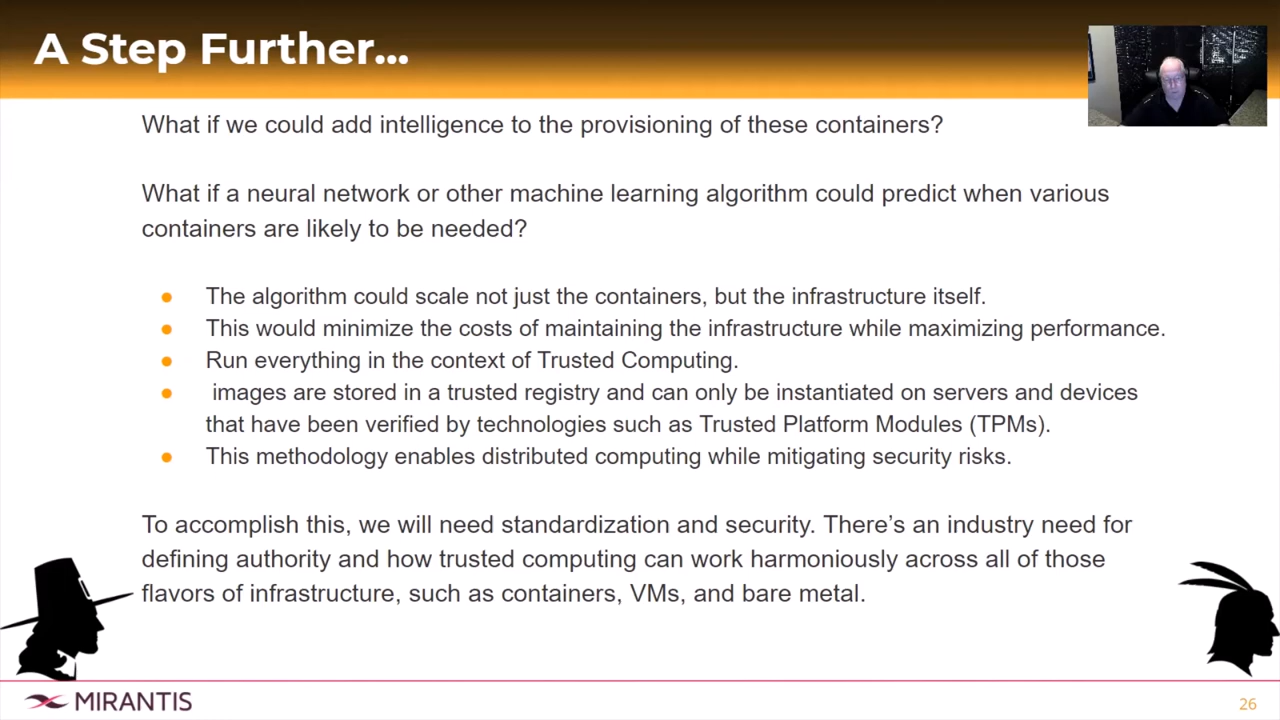 A Step Further...
What if we could add intelligence to the provisioning of these containers?
What if a neural network or other machine learning algorithm could predict when various
containers are likely to be needed?
● The algorithm could scale not just the containers, but the infrastructure itself.
● This would minimize the costs of maintaining the infrastructure while maximizing performance.
● Run everything in the context of Trusted Computing.
● images are stored in a trusted registry and can only be instantiated on servers and devices
that have been verified by technologies such as Trusted Platform Modules (TPMs).
● This methodology enables distributed computing while mitigating security risks.
To accomplish this, we will need standardization and security. There’s an industry need for
defining authority and how trusted computing can work harmoniously across all of those
flavors of infrastructure, such as containers, VMs, and bare metal.
MIRANTIS
26